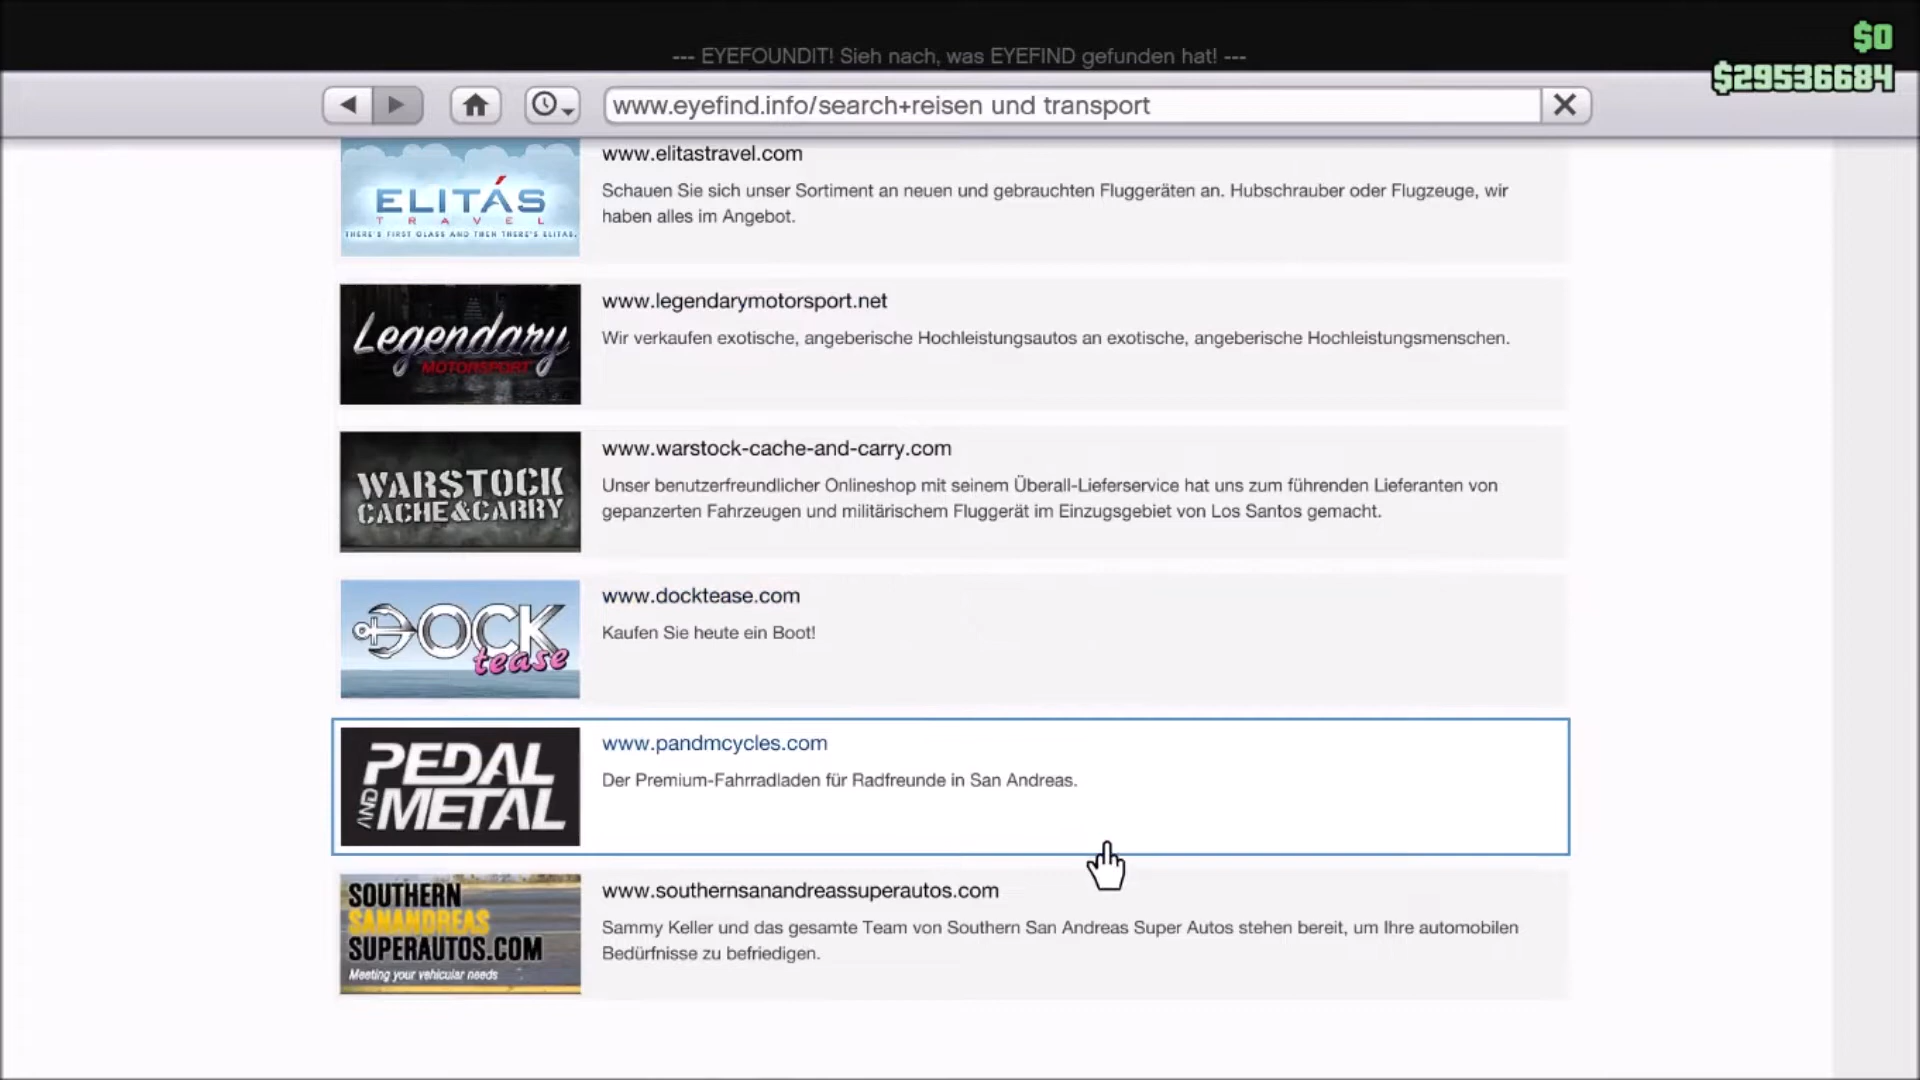 $0
--- EYEFOUNDIT! Sieh nach, was EYEFIND gefunden hat! ---
$29536684
www.eyefind.info/search+reisen und transport
ELITÁS
TRAVEL
THERE'S FIRST CLASS AND THEN THERE'S ELITAS.
www.elitastravel.com
Schauen Sie sich unser Sortiment an neuen und gebrauchten Fluggeräten an. Hubschrauber oder Flugzeuge, wir
haben alles im Angebot.
Legendary
MOTORSPORT
www.legendarymotorsport.net
Wir verkaufen exotische, angeberische Hochleistungsautos an exotische, angeberische Hochleistungsmenschen.
WARSTOCK
CACHE&CARRY
www.warstock-cache-and-carry.com
Unser benutzerfreundlicher Onlineshop mit seinem Überall-Lieferservice hat uns zum führenden Lieferanten von
gepanzerten Fahrzeugen und militärischem Fluggerät im Einzugsgebiet von Los Santos gemacht.
DOCK
tease
www.docktease.com
Kaufen Sie heute ein Boot!
PEDAL
AND METAL
www.pandmcycles.com
Der Premium-Fahrradladen für Radfreunde in San Andreas.
SOUTHERN
SANANDREAS
SUPERAUTOS.COM
Meeting your vehicular needs
www.southernsanandreassuperautos.com
Sammy Keller und das gesamte Team von Southern San Andreas Super Autos stehen bereit, um Ihre automobilen
Bedürfnisse zu befriedigen.